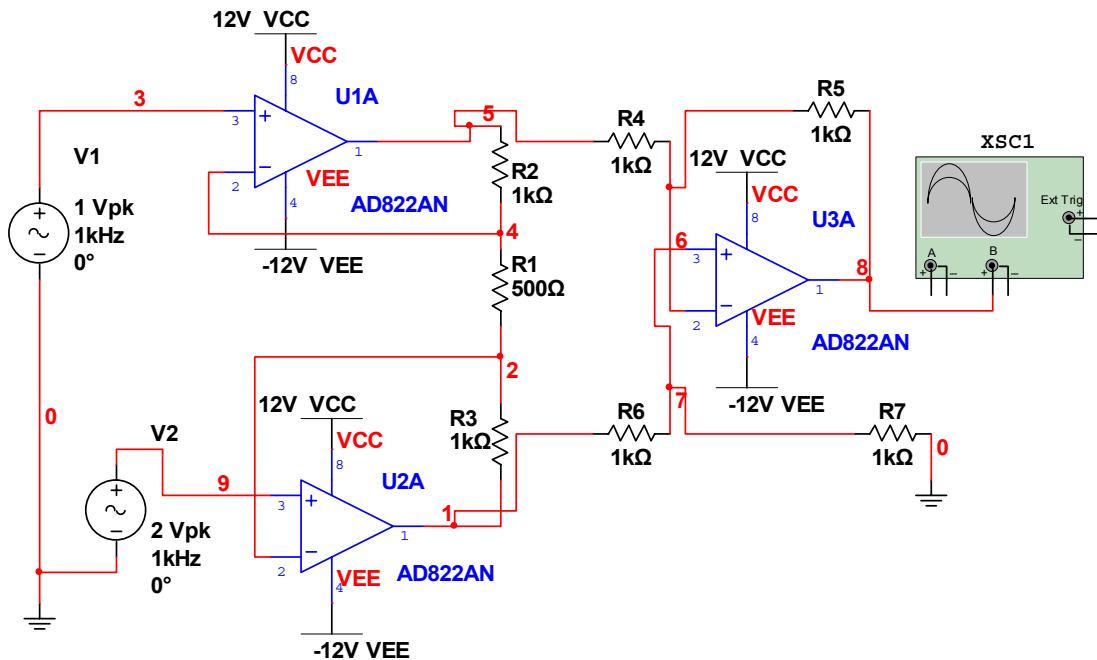 12V VCC
VCC
8
3
3
U1A
1
2
VEE
4
AD822AN
-12V VEE
V1
1 Vpk
1kHz
0°
5
R2
1kΩ
4
R1
500Ω
2
R3
1kΩ
R4
1kΩ
R5
1kΩ
12V VCC
VCC
8
U3A
6
3
1
2
VEE
4
AD822AN
-12V VEE
8
XSC1
Ext Trig
+
–
A
B
+ – + –
0
V2
2 Vpk
1kHz
0°
9
12V VCC
VCC
8
U2A
3
1
2
VEE
4
AD822AN
-12V VEE
1
R6
1kΩ
7
R7
1kΩ
0